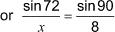 or sin72/x = sin90/8